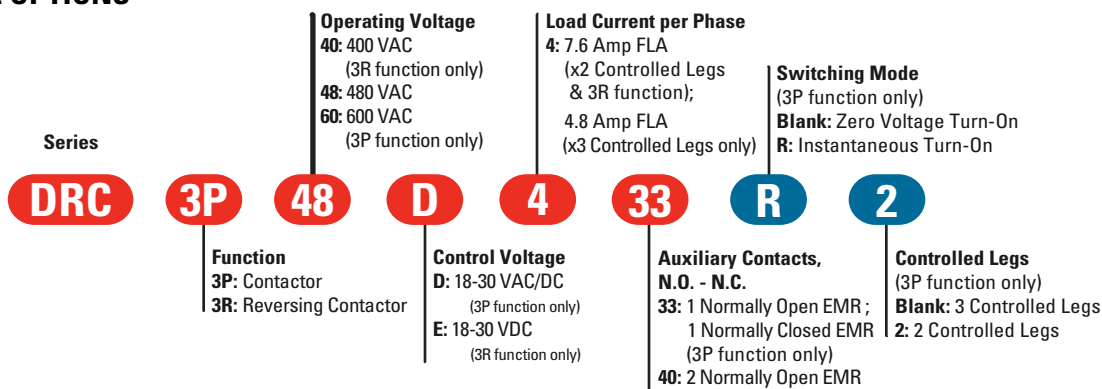 Operating Voltage
40: 400 VAC
(3R function only)
48: 480 VAC
60: 600 VAC
(3P function only)
Load Current per Phase
4: 7.6 Amp FLA
(x2 Controlled Legs
& 3R function);
4.8 Amp FLA
(x3 Controlled Legs only)
Switching Mode
(3P function only)
Blank: Zero Voltage Turn-On
R: Instantaneous Turn-On
Series
DRC 3P 48 D 4 33 R 2
Function
3P: Contactor
3R: Reversing Contactor
Control Voltage
D: 18-30 VAC/DC
(3P function only)
E: 18-30 VDC
(3R function only)
Auxiliary Contacts,
N.O. - N.C.
33: 1 Normally Open EMR ;
1 Normally Closed EMR
(3P function only)
40: 2 Normally Open EMR
Controlled Legs
(3P function only)
Blank: 3 Controlled Legs
2: 2 Controlled Legs